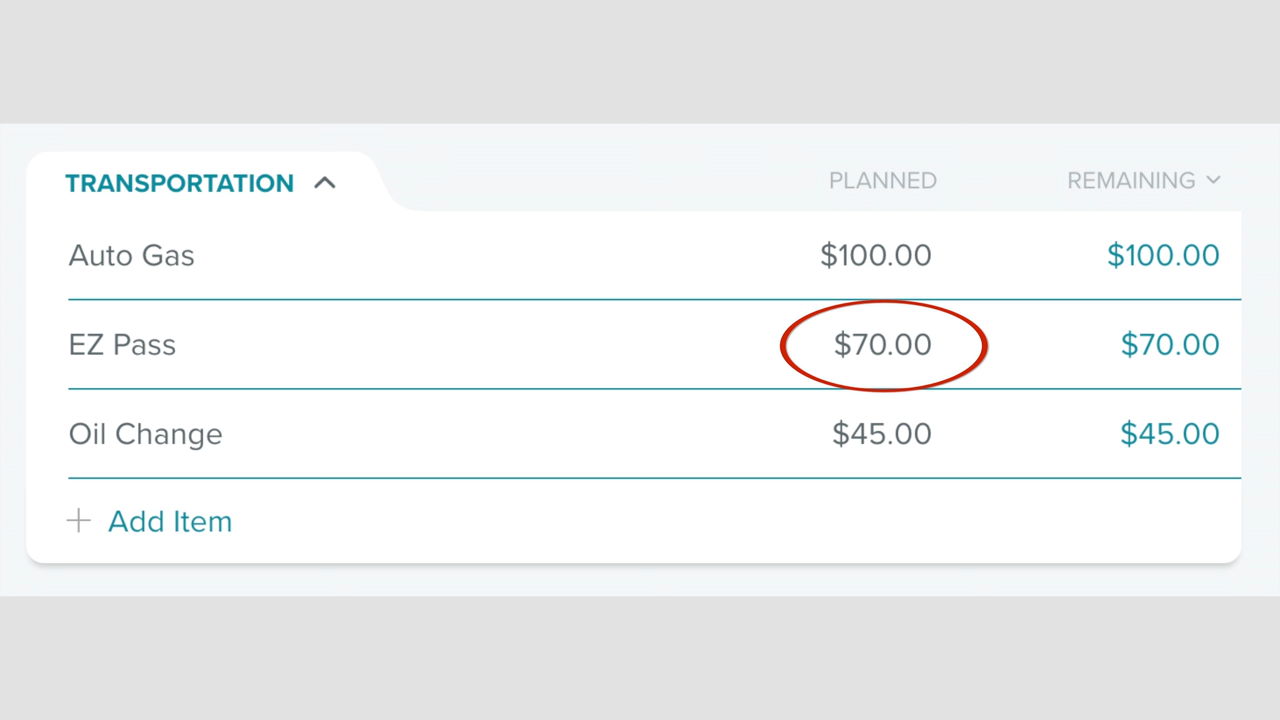 TRANSPORTATION PLANNED REMAINING
Auto Gas $100.00 $100.00
EZ Pass $70.00 $70.00
Oil Change $45.00 $45.00
+ Add Item